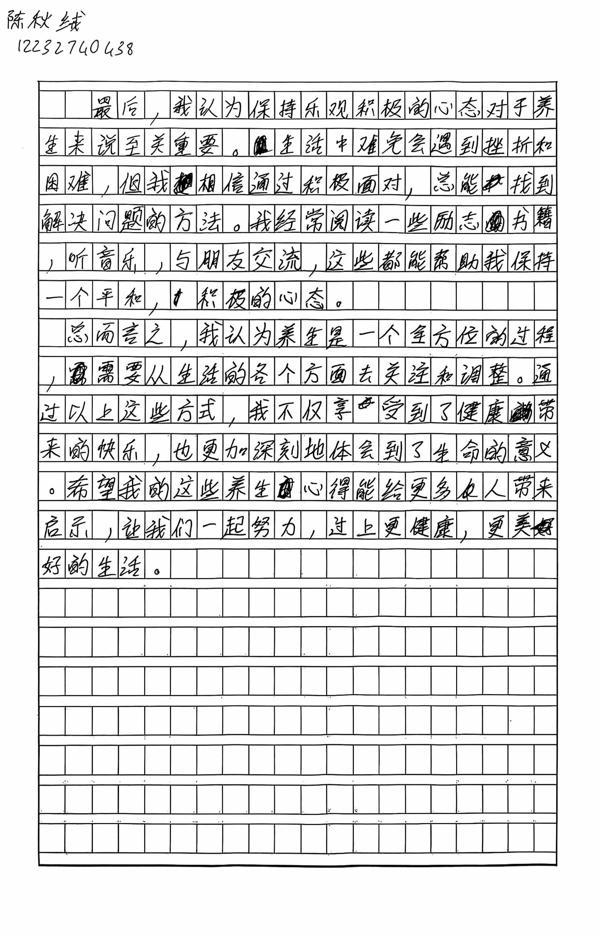 陈秋线
12232740438
最后，我认为保持乐观积极的心态对于养
生来说至关重要。生活中难免会遇到挫折和
困难，但我相信通过积极面对，总能找到
解决问题的方法。我经常阅读一些励志书籍
，听音乐，与朋友交流，这些都能帮助我保持
一个平和，积极的心态。
总而言之，我认为养生是一个全方位的过程
，需要从生活的各个方面去关注和调整。通
过以上这些方式，我不仅享受到了健康带
来的快乐，也更加深刻地体会到了生命的意义
。希望我的这些养生心得能给更多人带来
启示，让我们一起努力，过上更健康，更美
好的生活。